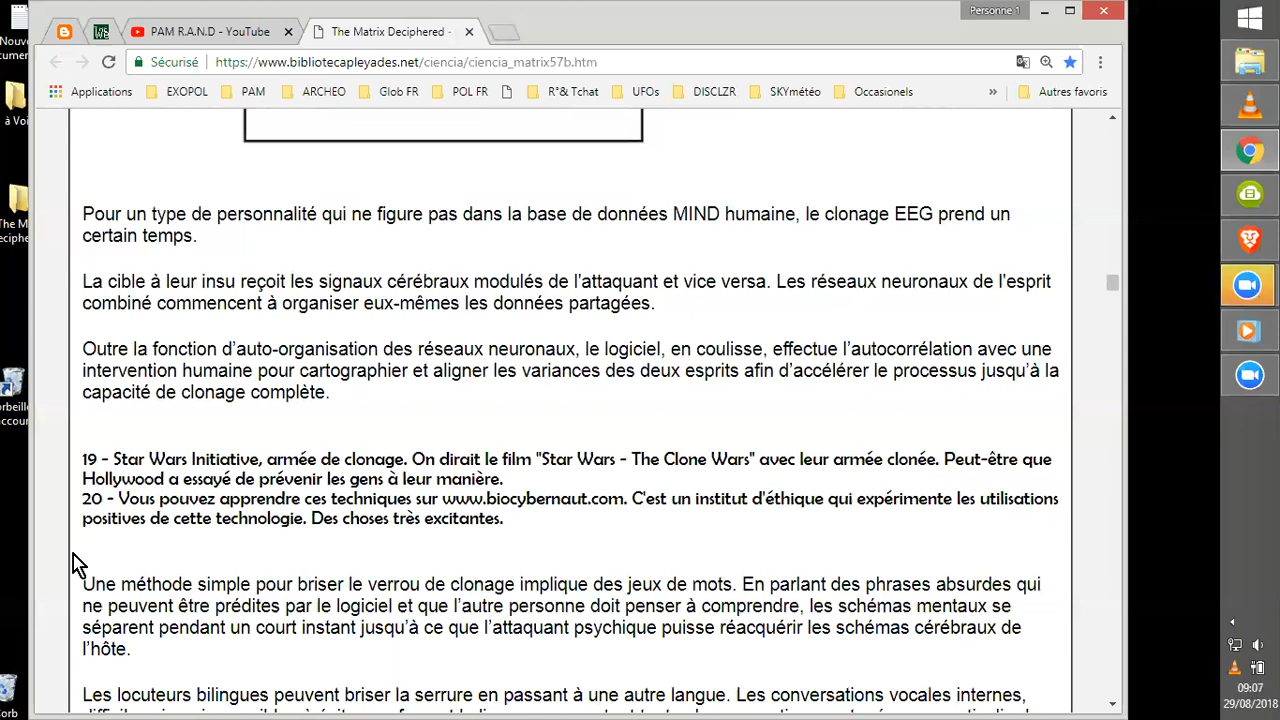 Personne 1
PAM R.A.N.D - YouTube
The Matrix Deciphered -
Sécurisé
https://www.bibliotecapleyades.net/ciencia/ciencia_matrix57b.htm
Applications EXOPOL PAM ARCHEO Glob FR POL FR R°& Tchat UFOs DISCLZR SKYmétéo Occasionels » Autres favoris
Pour un type de personnalité qui ne figure pas dans la base de données MIND humaine, le clonage EEG prend un
certain temps.
La cible à leur insu reçoit les signaux cérébraux modulés de l'attaquant et vice versa. Les réseaux neuronaux de l'esprit
combiné commencent à organiser eux-mêmes les données partagées.
Outre la fonction d’auto-organisation des réseaux neuronaux, le logiciel, en coulisse, effectue l’autocorrélation avec une
intervention humaine pour cartographier et aligner les variances des deux esprits afin d’accélérer le processus jusqu’à la
capacité de clonage complète.
19 - Star Wars Initiative, armée de clonage. On dirait le film "Star Wars - The Clone Wars" avec leur armée clonée. Peut-être que
Hollywood a essayé de prévenir les gens à leur manière.
20 - Vous pouvez apprendre ces techniques sur www.biocybernaut.com. C'est un institut d'éthique qui expérimente les utilisations
positives de cette technologie. Des choses très excitantes.
Une méthode simple pour briser le verrou de clonage implique des jeux de mots. En parlant des phrases absurdes qui
ne peuvent être prédites par le logiciel et que l’autre personne doit penser à comprendre, les schémas mentaux se
séparent pendant un court instant jusqu’à ce que l’attaquant psychique puisse réacquérir les schémas cérébraux de
l’hôte.
Les locuteurs bilingues peuvent briser la serrure en passant à une autre langue. Les conversations vocales internes,
Nouve
cumen
à Voi
The M
eciphe
orbeille
accour
Corb
09:07
29/08/2018